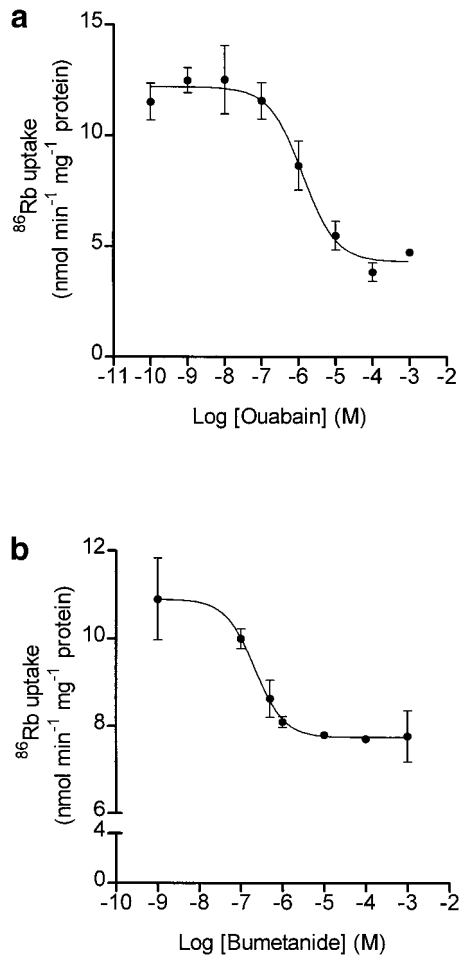 a
⁸⁶Rb uptake
(nmol min⁻¹ mg⁻¹ protein)
15
10
5
0
-11 -10 -9 -8 -7 -6 -5 -4 -3 -2
Log [Ouabain] (M)
b
⁸⁶Rb uptake
(nmol min⁻¹ mg⁻¹ protein)
12
10
8
6
4
0
-10 -9 -8 -7 -6 -5 -4 -3 -2
Log [Bumetanide] (M)